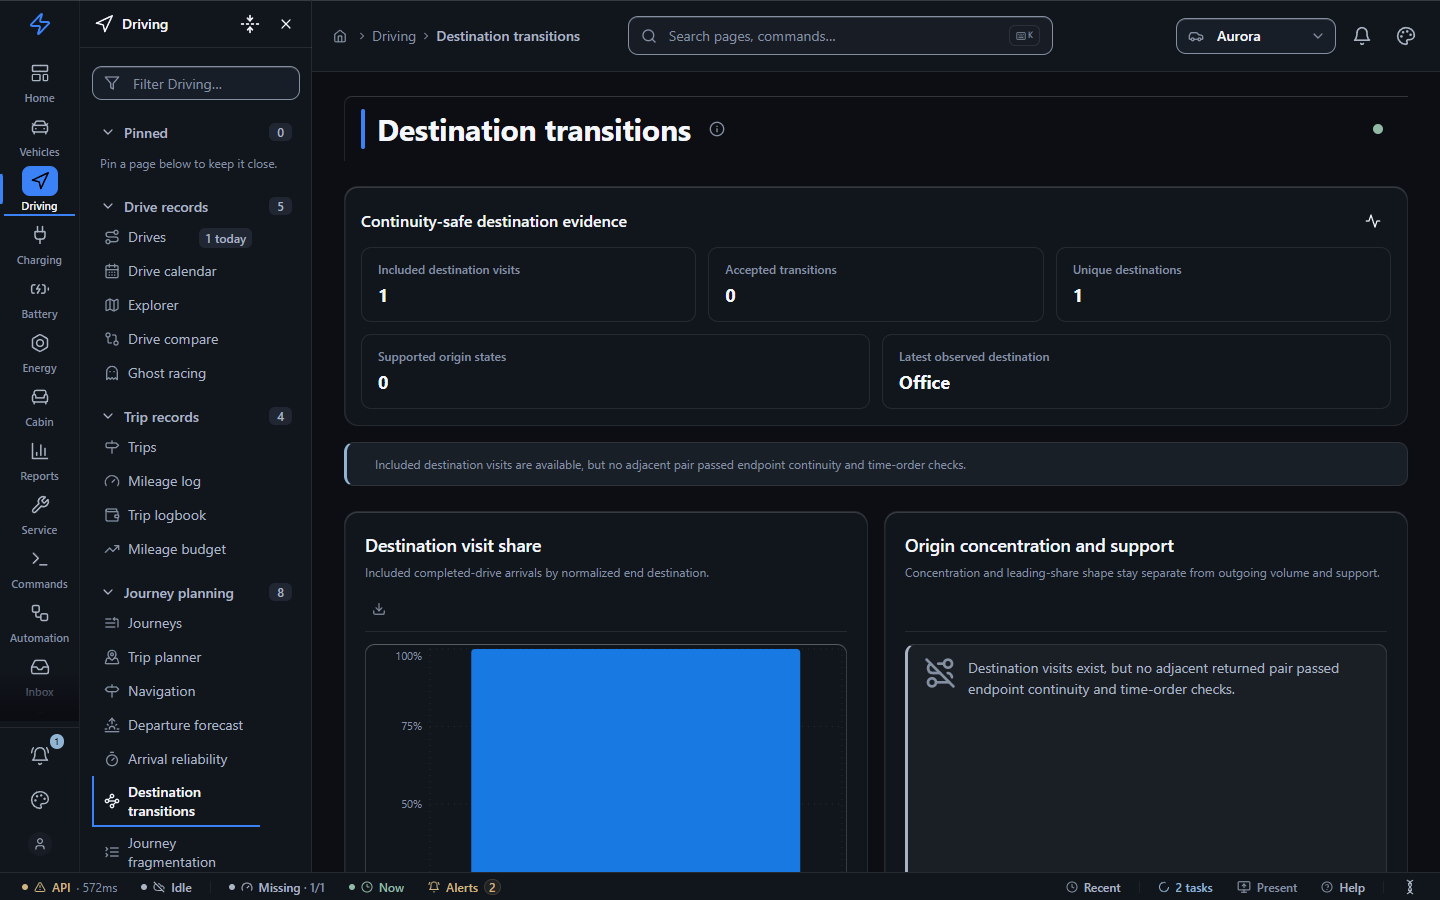 Driving
Driving
Destination transitions
Search pages, commands...
K
Aurora
Home
Vehicles
Driving
Charging
Battery
Energy
Cabin
Reports
Service
Commands
Automation
Inbox
1
Filter Driving...
Pinned
0
Pin a page below to keep it close.
Drive records
5
Drives
1 today
Drive calendar
Explorer
Drive compare
Ghost racing
Trip records
4
Trips
Mileage log
Trip logbook
Mileage budget
Journey planning
8
Journeys
Trip planner
Navigation
Departure forecast
Arrival reliability
Destination
transitions
Journey
fragmentation
Destination transitions
Continuity-safe destination evidence
Included destination visits
1
Accepted transitions
0
Unique destinations
1
Supported origin states
0
Latest observed destination
Office
Included destination visits are available, but no adjacent pair passed endpoint continuity and time-order checks.
Destination visit share
Included completed-drive arrivals by normalized end destination.
100%
75%
50%
Origin concentration and support
Concentration and leading-share shape stay separate from outgoing volume and support.
Destination visits exist, but no adjacent returned pair passed
endpoint continuity and time-order checks.
API · 572ms
Idle
Missing · 1/1
Now
Alerts 2
Recent
2 tasks
Present
Help